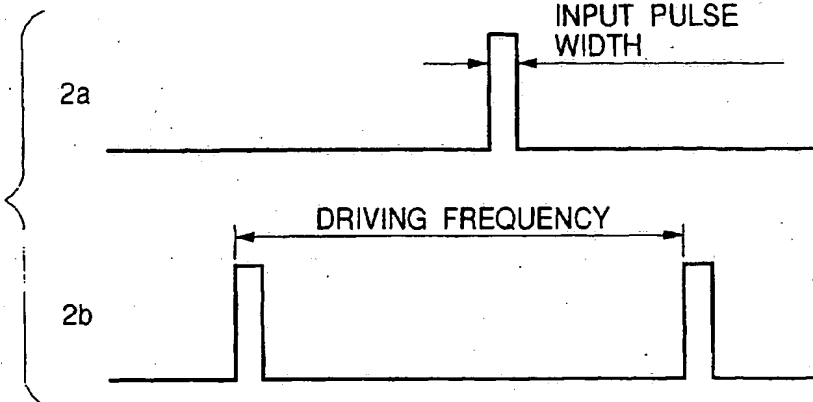 INPUT PULSE
WIDTH
2a
DRIVING FREQUENCY
2b